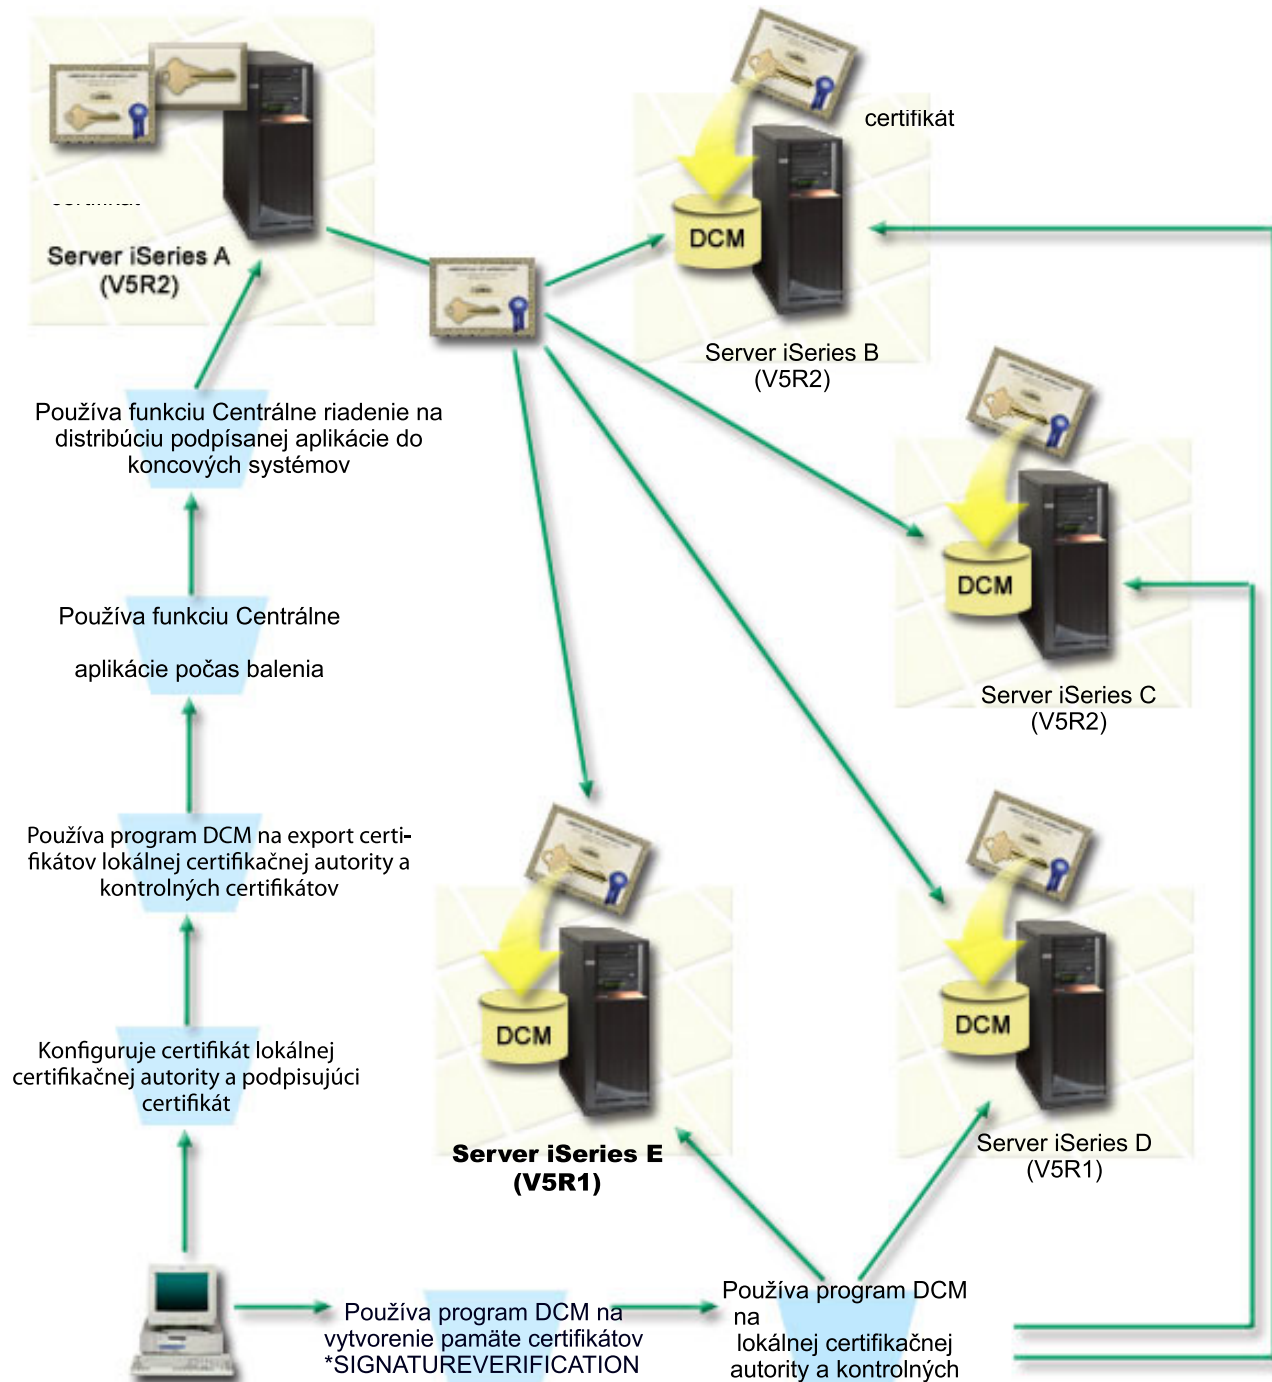 certifikát
Server iSeries A
(V5R2)
DCM
Server iSeries B
(V5R2)
Používa funkciu Centrálne riadenie na
distribúciu podpísanej aplikácie do
koncových systémov
DCM
Server iSeries C
(V5R2)
Používa funkciu Centrálne
aplikácie počas balenia
Používa program DCM na export certi-
fikátov lokálnej certifikačnej autority a
kontrolných certifikátov
DCM
Server iSeries E
(V5R1)
DCM
Server iSeries D
(V5R1)
Konfiguruje certifikát lokálnej
certifikačnej autority a podpisujúci
certifikát
Používa program DCM na
vytvorenie pamäte certifikátov
*SIGNATUREVERIFICATION
Používa program DCM
na
lokálnej certifikačnej
autority a kontrolných